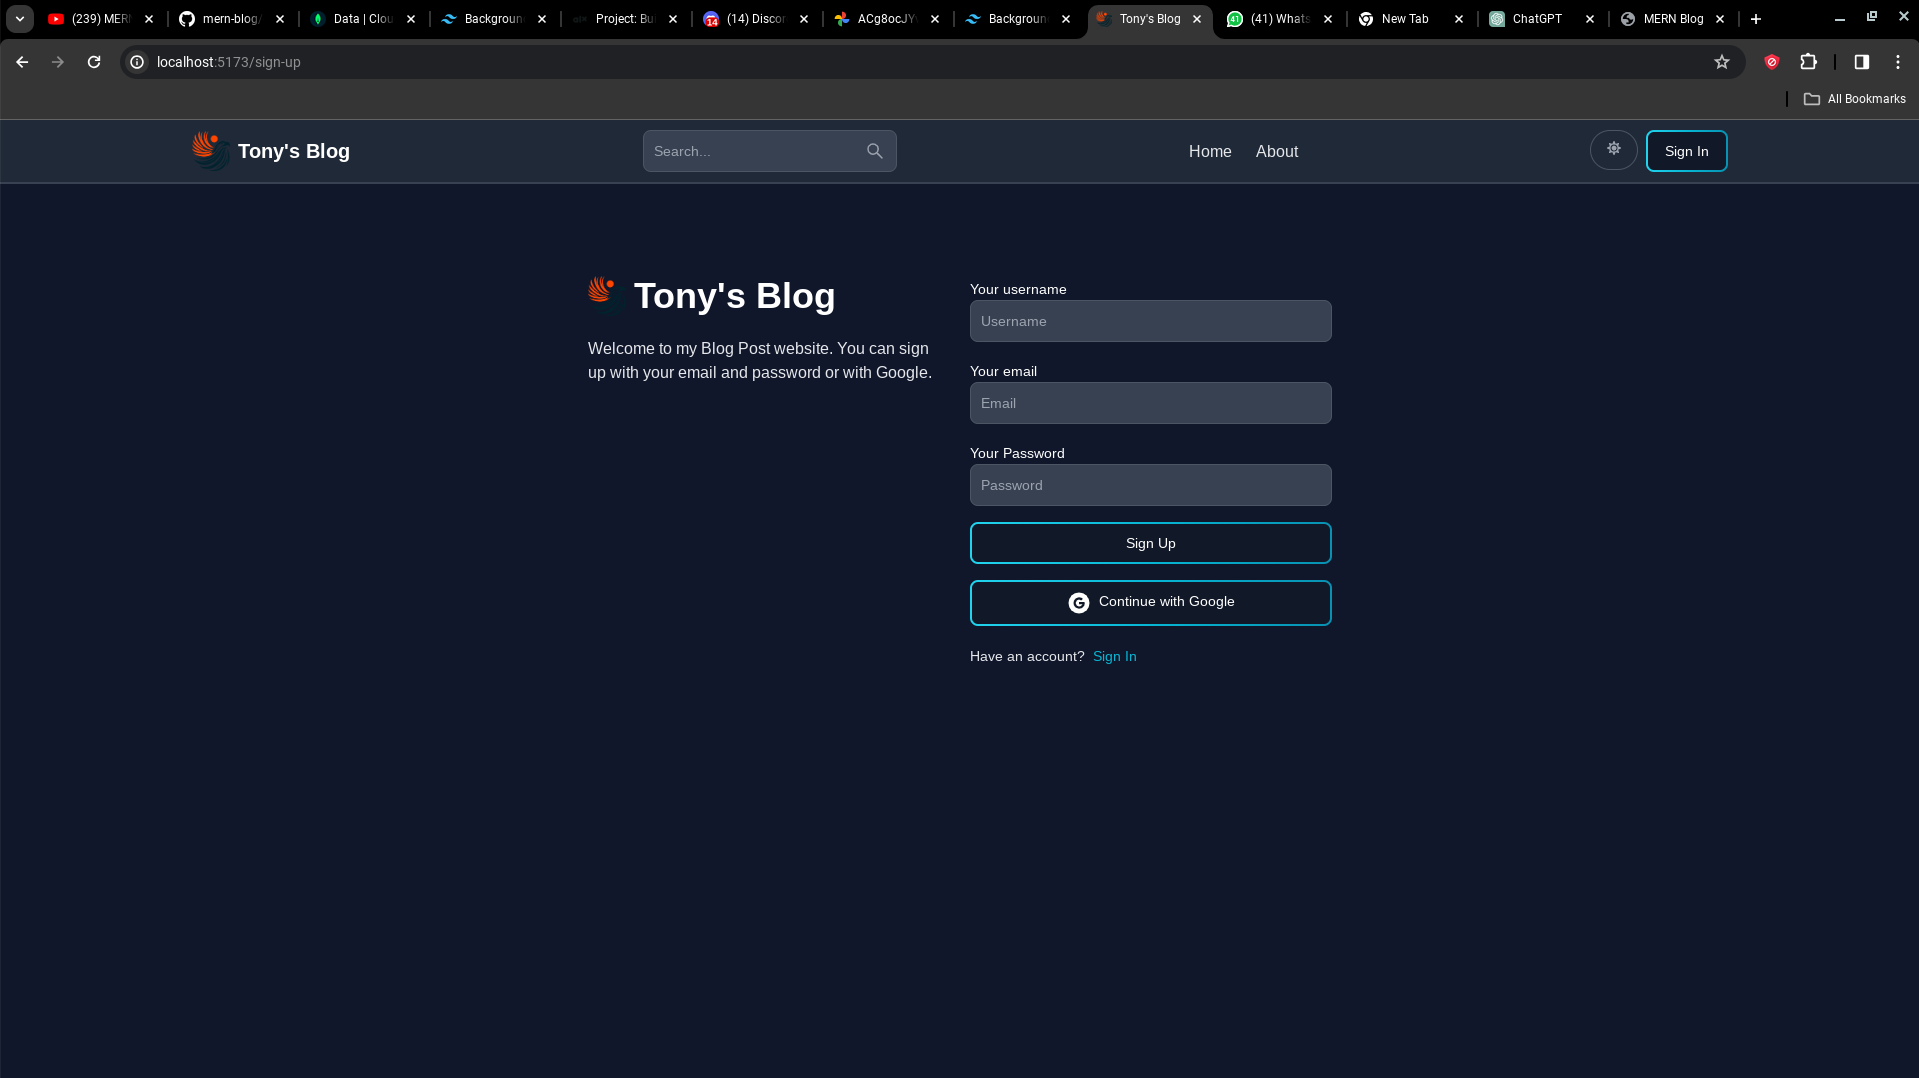 (239) MERN
mern-blog/
Data | Clou
Background
Project: Bui
(14) Discor
ACg8ocJY
Background
Tony's Blog
(41) Whats
New Tab
ChatGPT
MERN Blog
localhost:5173/sign-up
All Bookmarks
Tony's Blog
Search...
Home
About
Sign In
Tony's Blog
Welcome to my Blog Post website. You can sign
up with your email and password or with Google.
Your username
Username
Your email
Email
Your Password
Password
Sign Up
Continue with Google
Have an account? Sign In